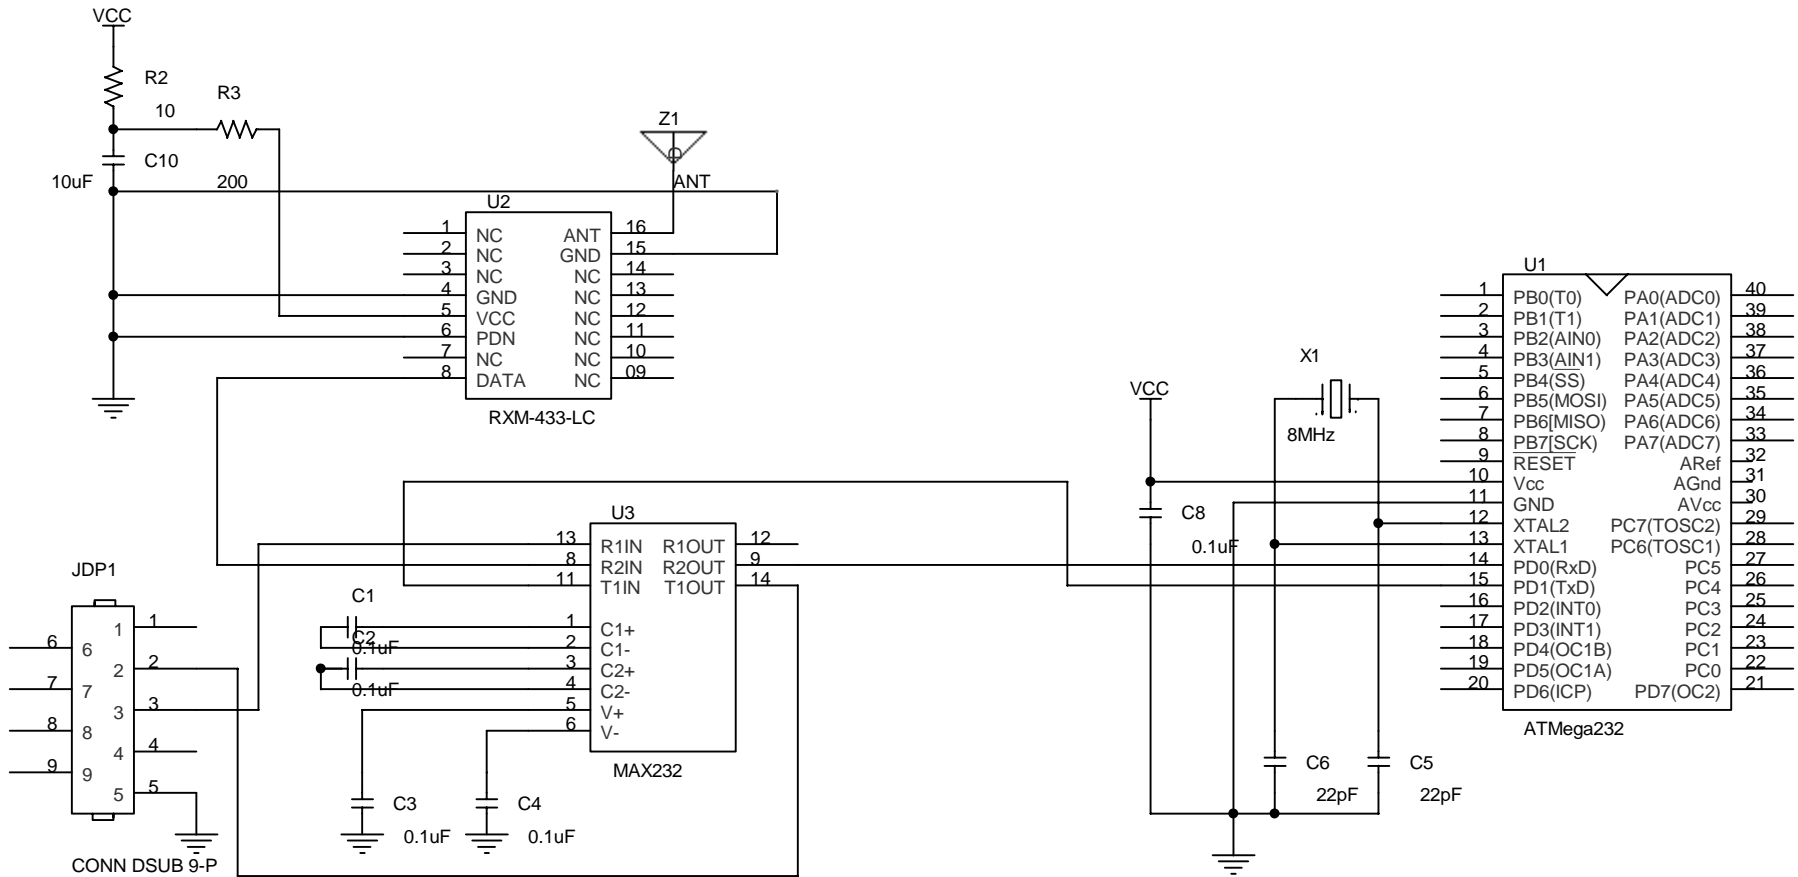 VCC
R2
10
R3
C10
10uF
200
Z1
ANT
U2
1 NC ANT 16
2 NC GND 15
3 NC NC 14
4 GND NC 13
5 VCC NC 12
6 PDN NC 11
7 NC NC 10
8 DATA NC 09
RXM-433-LC
U3
13 R1IN R1OUT 12
8 R2IN R2OUT 9
11 T1IN T1OUT 14
1 C1+
2 C1-
3 C2+
4 C2-
5 V+
6 V-
MAX232
C1
0.1uF
C2
0.1uF
C3
0.1uF
C4
0.1uF
JDP1
1 1
6 6
2 2
7 7
3 3
8 8
4 4
9 9
5 5
CONN DSUB 9-P
VCC
C8
0.1uF
X1
8MHz
C6
22pF
C5
22pF
U1
1 PB0(T0) PA0(ADC0) 40
2 PB1(T1) PA1(ADC1) 39
3 PB2(AIN0) PA2(ADC2) 38
4 PB3(AIN1) PA3(ADC3) 37
5 PB4(SS) PA4(ADC4) 36
6 PB5(MOSI) PA5(ADC5) 35
7 PB6[MISO) PA6(ADC6) 34
8 PB7[SCK) PA7(ADC7) 33
9 RESET ARef 32
10 Vcc AGnd 31
11 GND AVcc 30
12 XTAL2 PC7(TOSC2) 29
13 XTAL1 PC6(TOSC1) 28
14 PD0(RxD) PC5 27
15 PD1(TxD) PC4 26
16 PD2(INT0) PC3 25
17 PD3(INT1) PC2 24
18 PD4(OC1B) PC1 23
19 PD5(OC1A) PC0 22
20 PD6(ICP) PD7(OC2) 21
ATMega232